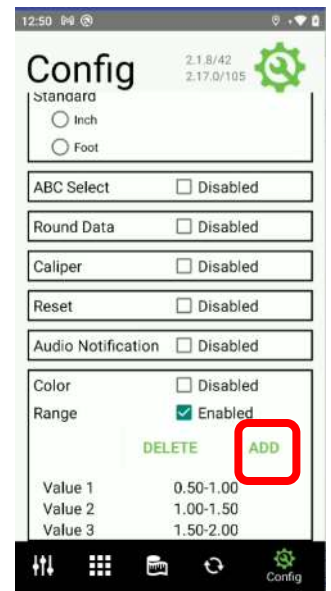 12:50
Config
2.1.8/42
2.17.0/105
Standard
Inch
Foot
ABC Select Disabled
Round Data Disabled
Caliper Disabled
Reset Disabled
Audio Notification Disabled
Color Disabled
Range Enabled
DELETE ADD
Value 1 0.50-1.00
Value 2 1.00-1.50
Value 3 1.50-2.00
Config